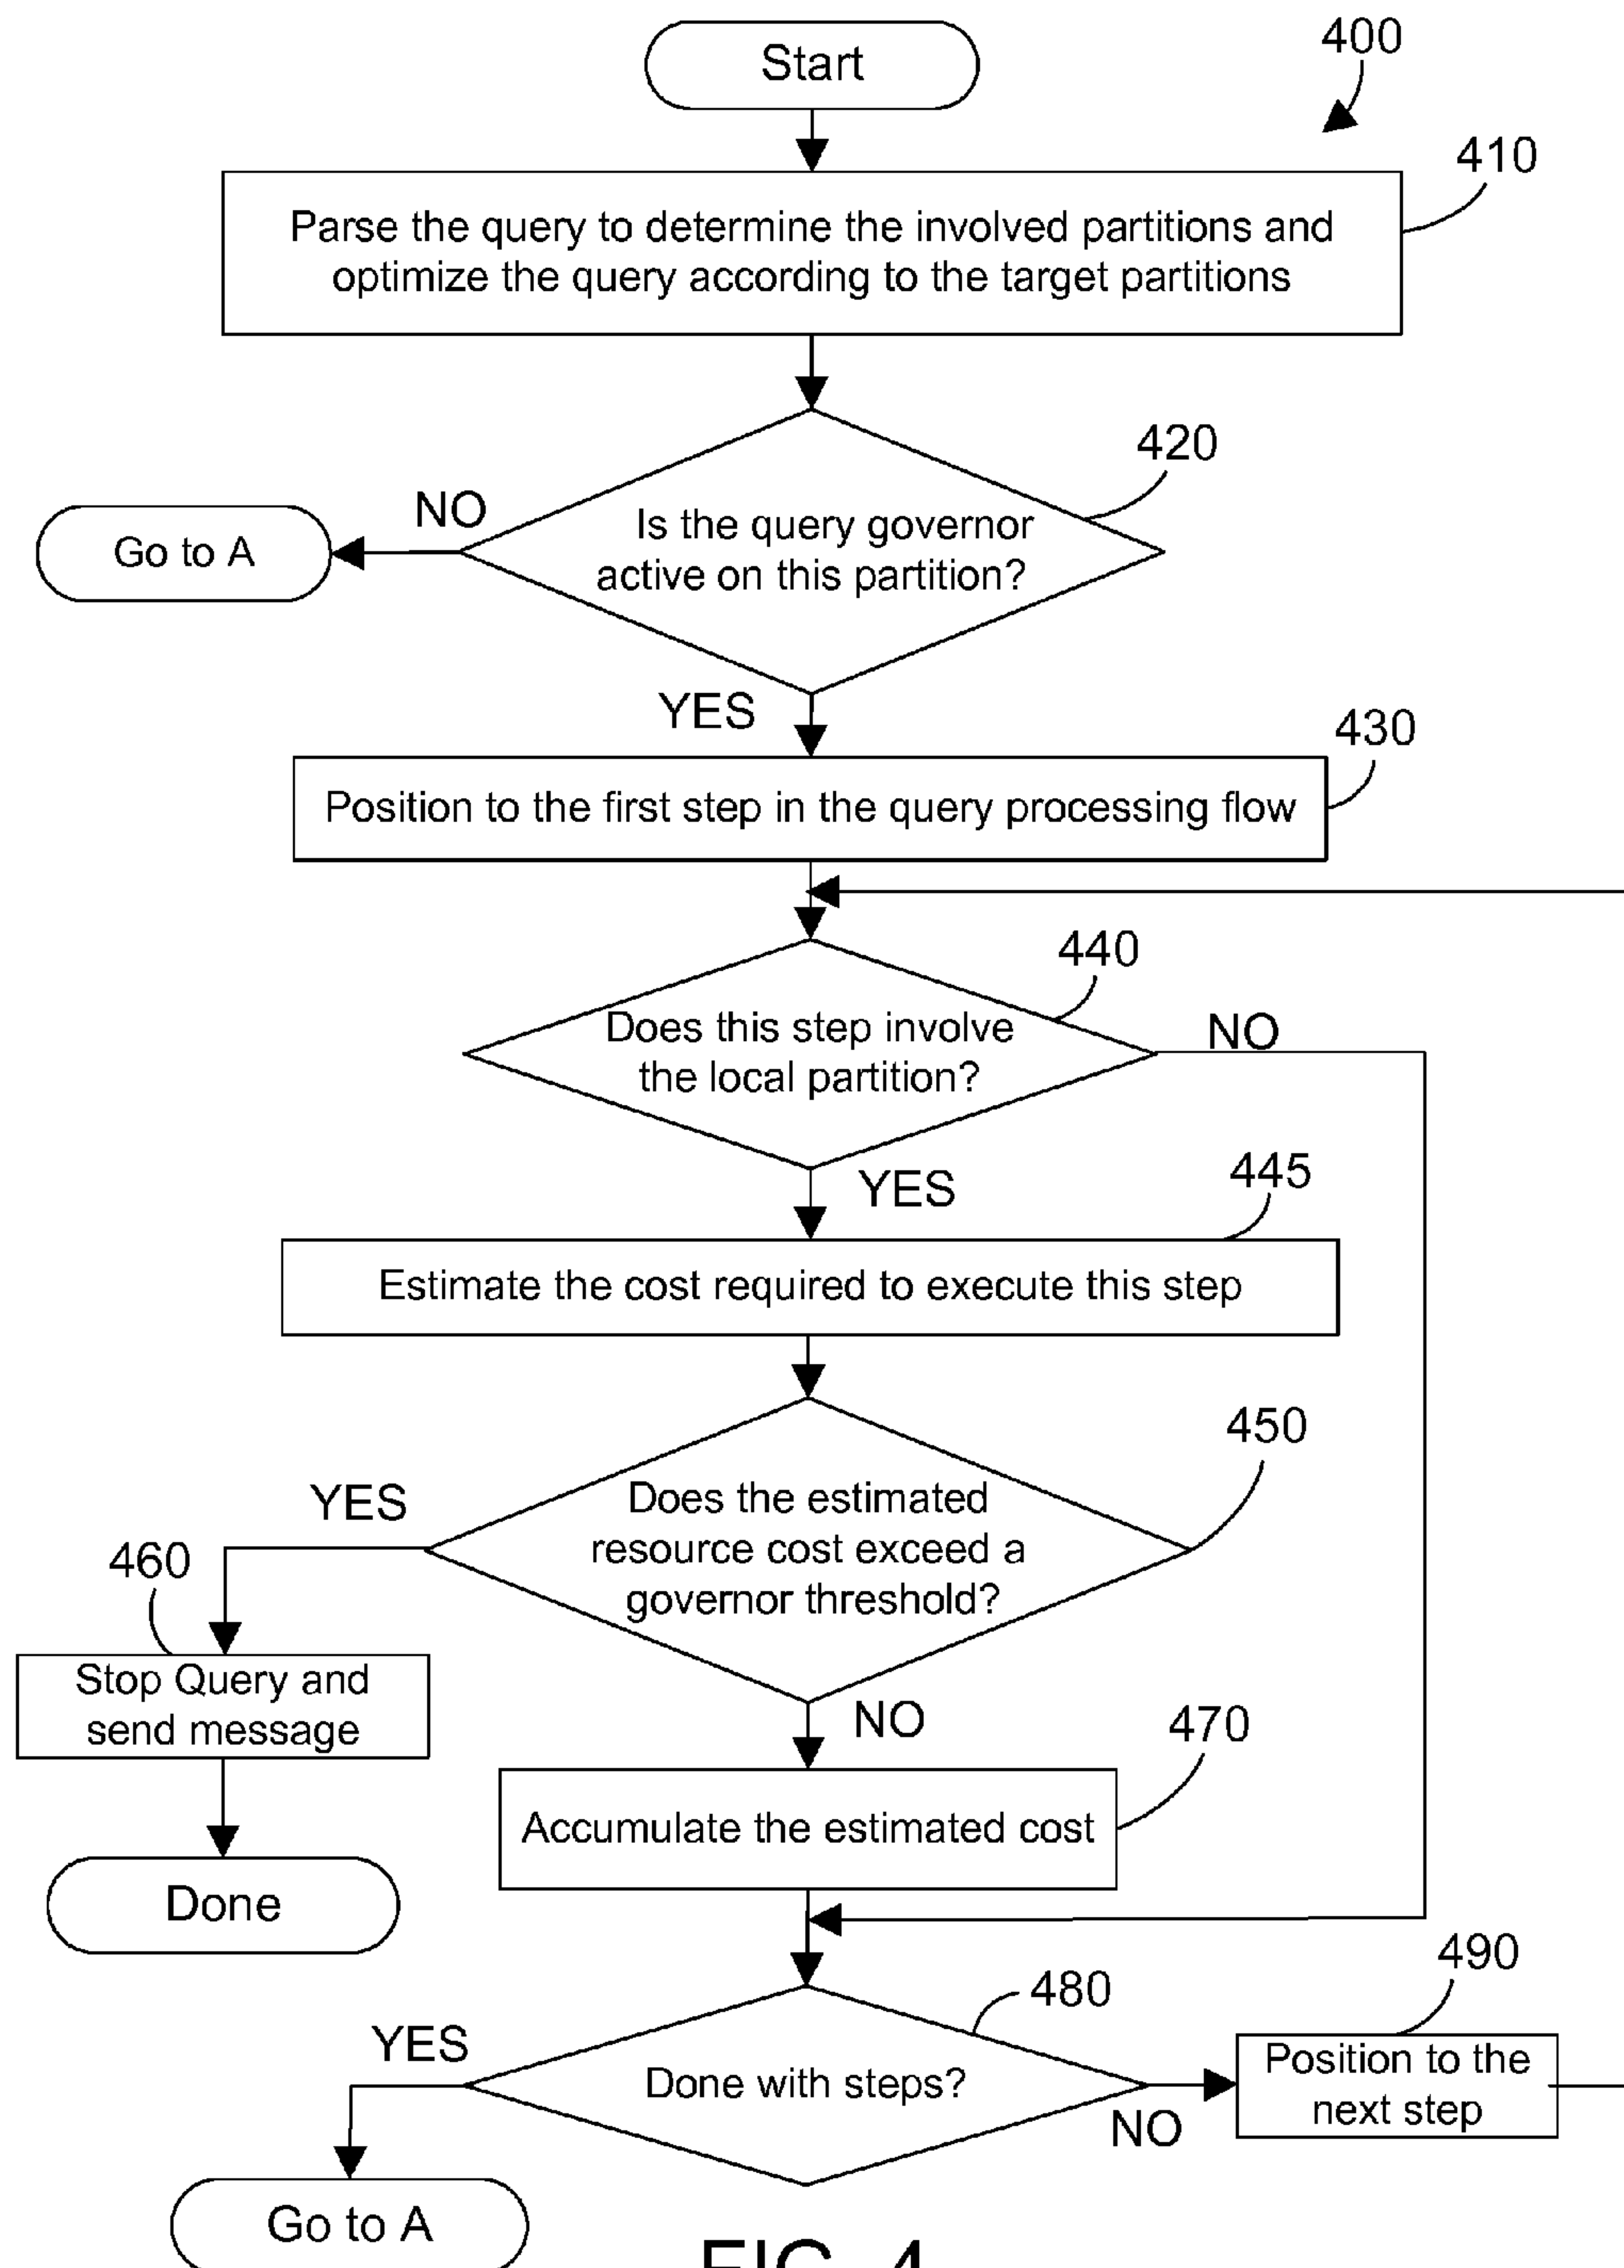 Start
400
410
Parse the query to determine the involved partitions and
optimize the query according to the target partitions
420
NO
Is the query governor
active on this partition?
Go to A
YES
430
Position to the first step in the query processing flow
440
Does this step involve
the local partition?
NO
YES
445
Estimate the cost required to execute this step
450
YES
Does the estimated
resource cost exceed a
governor threshold?
460
Stop Query and
send message
NO
470
Accumulate the estimated cost
Done
490
480
YES
Done with steps?
NO
Position to the
next step
Go to A
FIG. 4